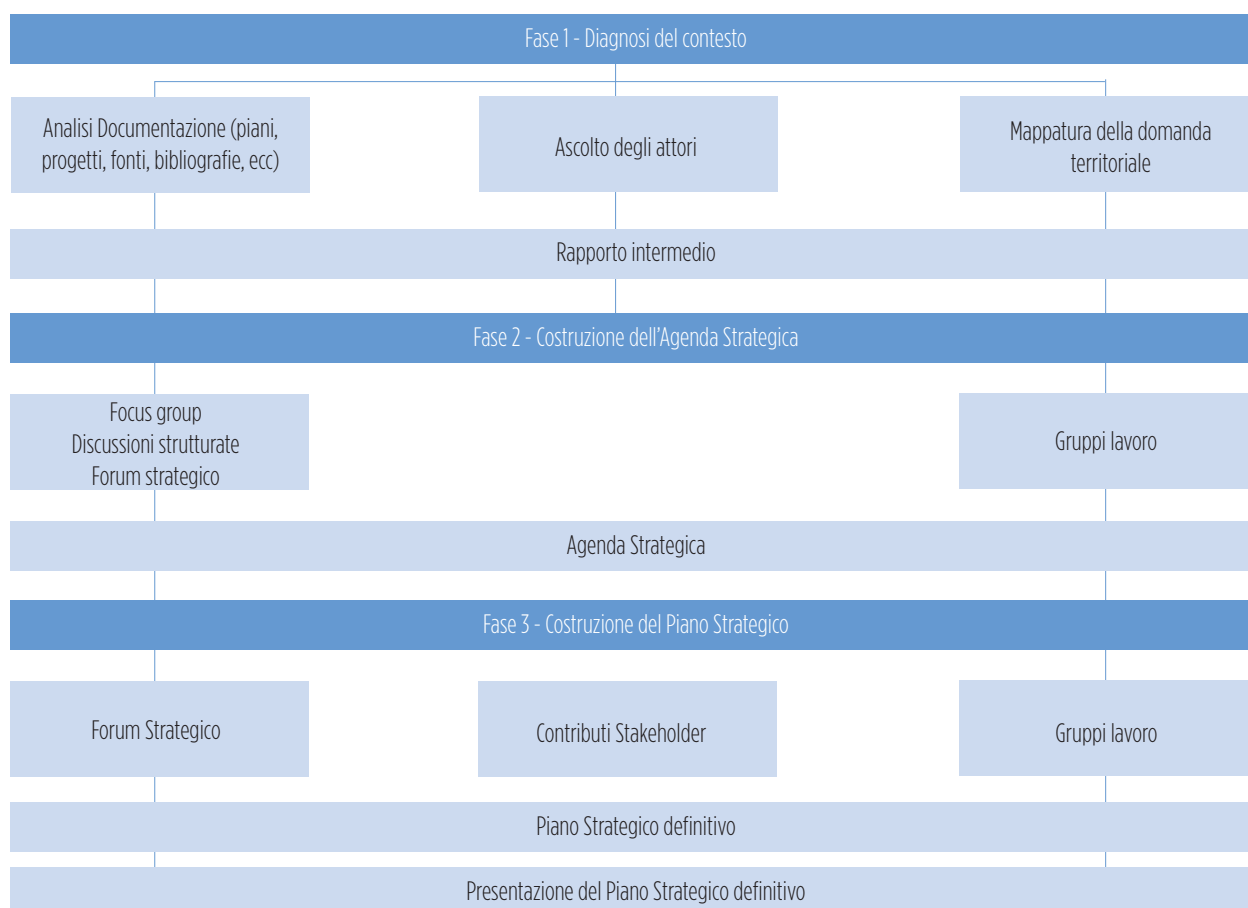 Fase 1 - Diagnosi del contesto
Analisi Documentazione (piani,
progetti, fonti, bibliografie, ecc)
Ascolto degli attori
Mappatura della domanda
territoriale
Rapporto intermedio
Fase 2 - Costruzione dell'Agenda Strategica
Focus group
Discussioni strutturate
Forum strategico
Gruppi lavoro
Agenda Strategica
Fase 3 - Costruzione del Piano Strategico
Forum Strategico
Contributi Stakeholder
Gruppi lavoro
Piano Strategico definitivo
Presentazione del Piano Strategico definitivo